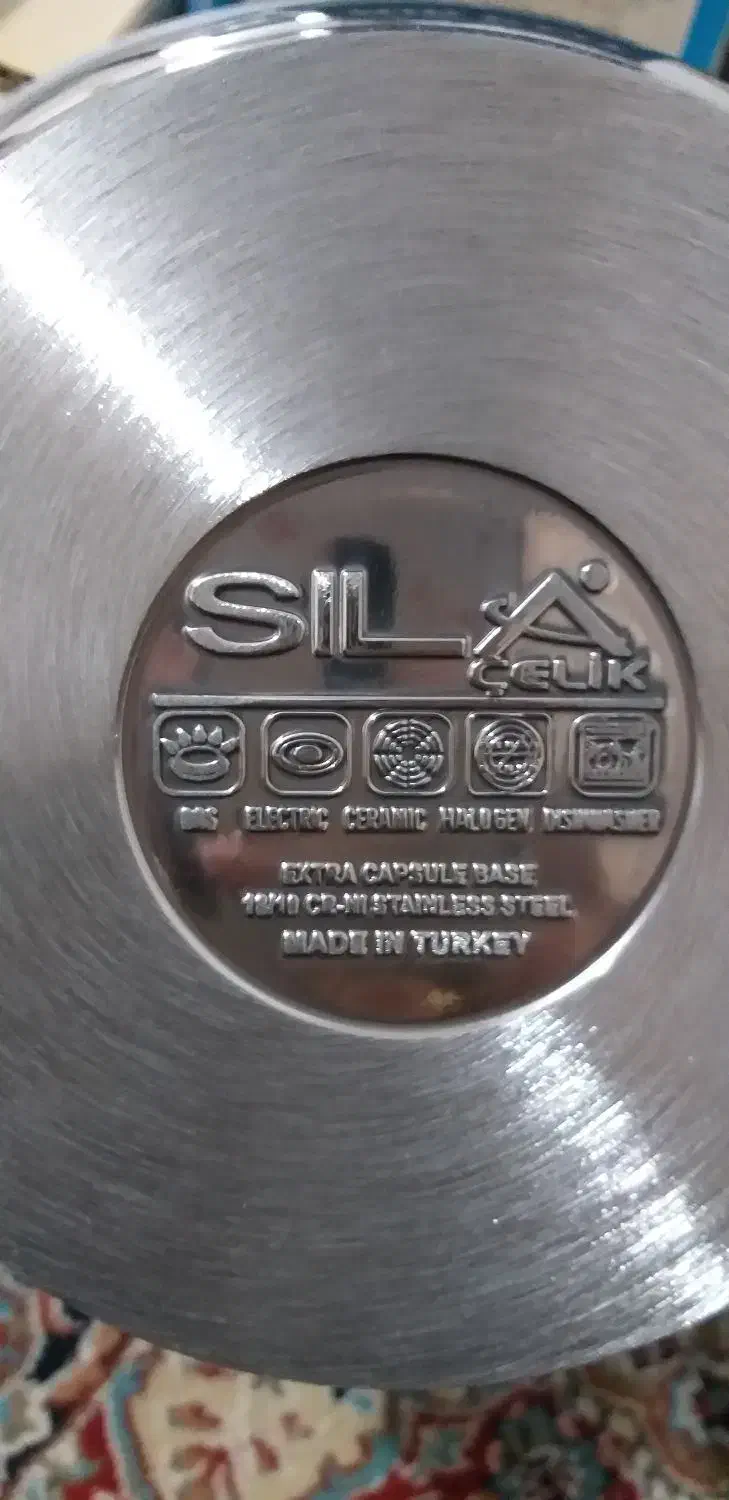 SILA
ÇELİK
GAS ELECTRIC CERAMIC HALOGEN DISHWASHER
EXTRA CAPSULE BASE
18/10 CR-NI STAINLESS STEEL
MADE IN TURKEY